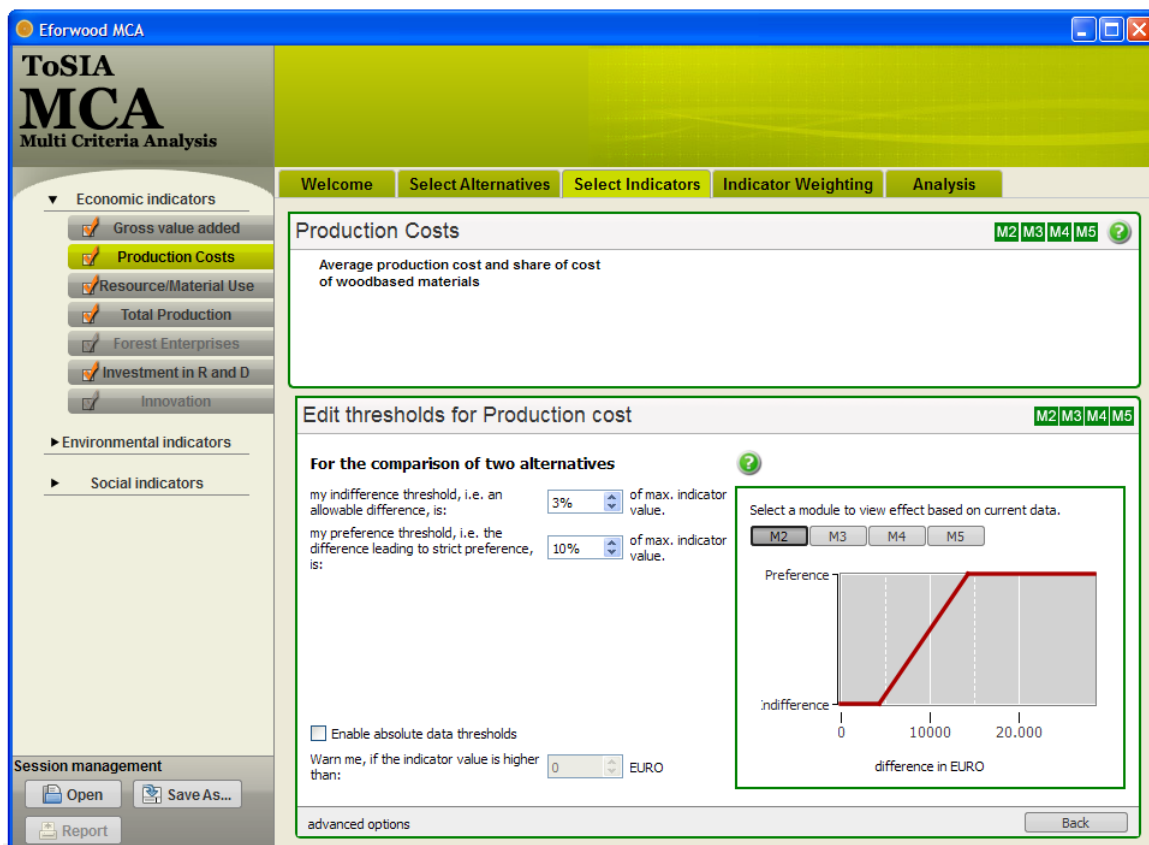 Eforwood MCA
ToSIA
MCA
Multi Criteria Analysis
Welcome
Select Alternatives
Select Indicators
Indicator Weighting
Analysis
▼ Economic indicators
Gross value added
Production Costs
Resource/Material Use
Total Production
Forest Enterprises
Investment in R and D
Innovation
► Environmental indicators
► Social indicators
Session management
Open
Save As...
Report
Production Costs
M2 M3 M4 M5
?
Average production cost and share of cost
of woodbased materials
Edit thresholds for Production cost
M2 M3 M4 M5
For the comparison of two alternatives
?
my indifference threshold, i.e. an
allowable difference, is:
3%
of max. indicator
value.
my preference threshold, i.e. the
difference leading to strict preference,
is:
10%
of max. indicator
value.
Enable absolute data thresholds
Warn me, if the indicator value is higher
than:
0
EURO
Select a module to view effect based on current data.
M2
M3
M4
M5
Preference
ndifference
0
10000
20.000
difference in EURO
advanced options
Back